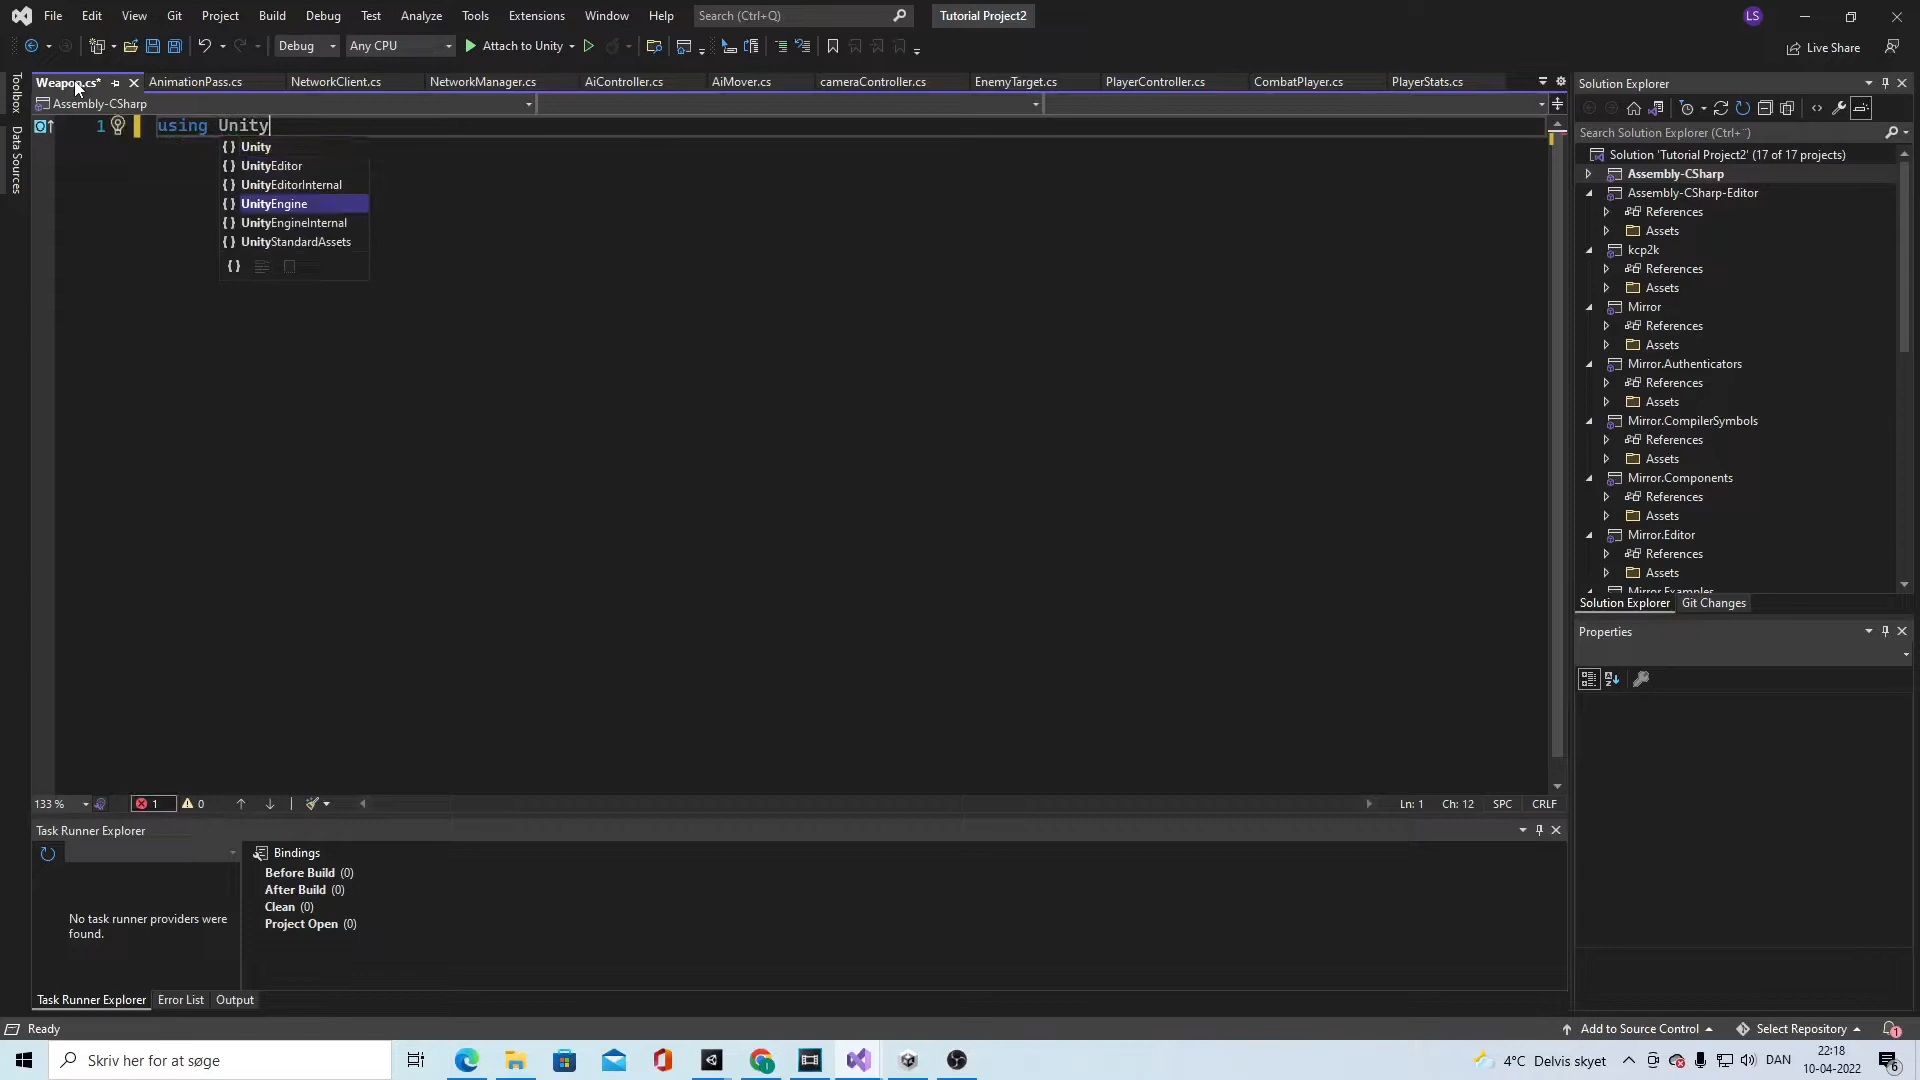 File Edit View Git Project Build Debug Test Analyze Tools Extensions Window Help Search (Ctrl+Q) Tutorial Project2 LS
Debug Any CPU Attach to Unity Live Share
Toolbox
Data Sources
Weapon.cs* AnimationPass.cs NetworkClient.cs NetworkManager.cs AiController.cs AiMover.cs cameraController.cs EnemyTarget.cs PlayerController.cs CombatPlayer.cs PlayerStats.cs
Assembly-CSharp
1 using Unity
{ } Unity
{ } UnityEditor
{ } UnityEditorInternal
{ } UnityEngine
{ } UnityEngineInternal
{ } UnityStandardAssets
{ }
133 % 1 0 Ln: 1 Ch: 12 SPC CRLF
Task Runner Explorer
Bindings
Before Build (0)
After Build (0)
Clean (0)
Project Open (0)
No task runner providers were
found.
Task Runner Explorer Error List Output
Solution Explorer
Search Solution Explorer (Ctrl+¨)
Solution 'Tutorial Project2' (17 of 17 projects)
Assembly-CSharp
Assembly-CSharp-Editor
References
Assets
kcp2k
References
Assets
Mirror
References
Assets
Mirror.Authenticators
References
Assets
Mirror.CompilerSymbols
References
Assets
Mirror.Components
References
Assets
Mirror.Editor
References
Assets
Mirror.Examples
Solution Explorer Git Changes
Properties
Ready Add to Source Control Select Repository 1
Skriv her for at søge 4°C Delvis skyet DAN 22:18
10-04-2022 6